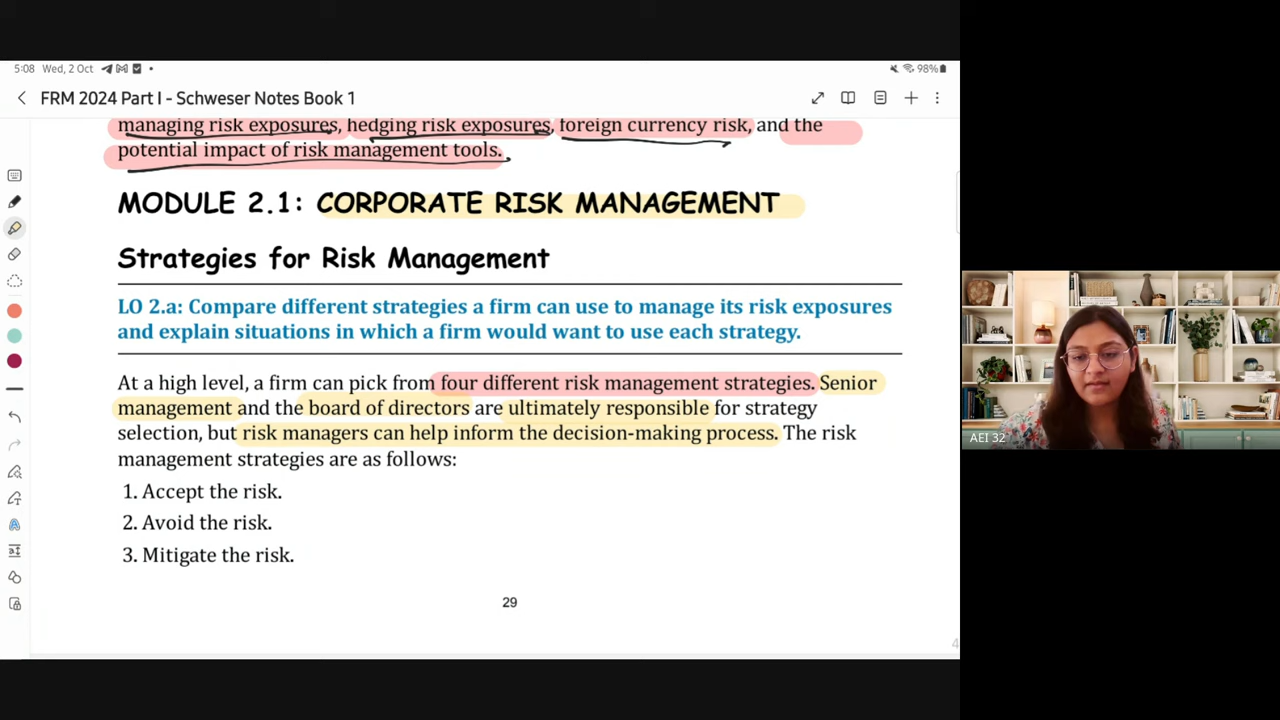 5:08 Wed, 2 Oct
98%
FRM 2024 Part I - Schweser Notes Book 1
managing risk exposures, hedging risk exposures, foreign currency risk, and the
potential impact of risk management tools.
MODULE 2.1: CORPORATE RISK MANAGEMENT
Strategies for Risk Management
LO 2.a: Compare different strategies a firm can use to manage its risk exposures
and explain situations in which a firm would want to use each strategy.
At a high level, a firm can pick from four different risk management strategies. Senior
management and the board of directors are ultimately responsible for strategy
selection, but risk managers can help inform the decision-making process. The risk
management strategies are as follows:
1. Accept the risk.
2. Avoid the risk.
3. Mitigate the risk.
29
4
AEI 32